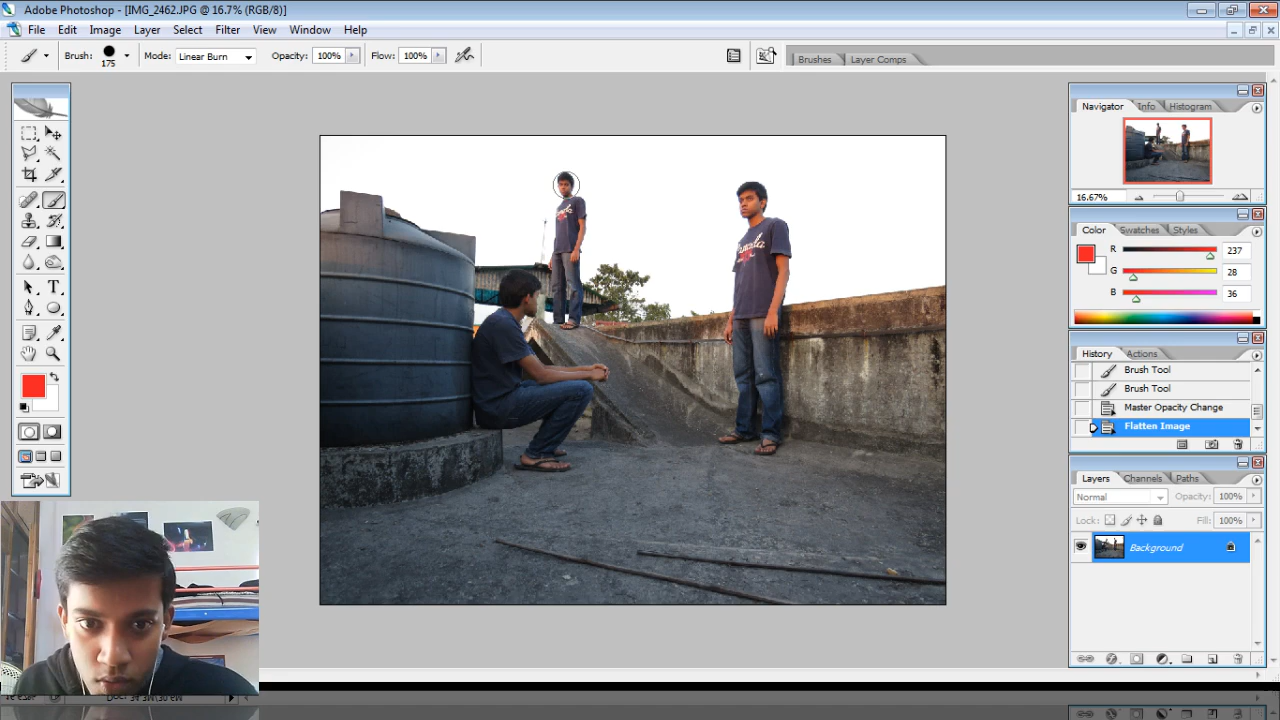 Adobe Photoshop - [IMG_2462.JPG @ 16.7% (RGB/8)]
File Edit Image Layer Select Filter View Window Help
Brush: 175 Mode: Linear Burn Opacity: 100% Flow: 100% Brushes Layer Comps
Navigator Info Histogram
16.67%
Color Swatches Styles
R 237
G 28
B 36
History Actions
Brush Tool
Brush Tool
Master Opacity Change
Flatten Image
Layers Channels Paths
Normal Opacity: 100%
Lock: Fill: 100%
Background